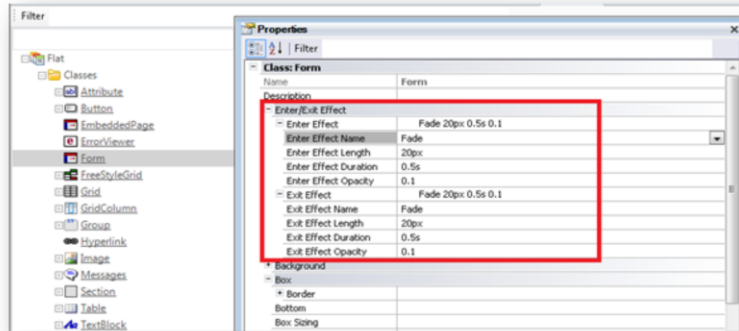 Filter
Flat
Classes
Attribute
Button
EmbeddedPage
ErrorViewer
Form
FreeStyleGrid
Grid
GridColumn
Group
Hyperlink
Image
Messages
Section
Table
TextBlock
Properties
Filter
Class: Form
Name Form
Description
Enter/Exit Effect
Enter Effect Fade 20px 0.5s 0.1
Enter Effect Name Fade
Enter Effect Length 20px
Enter Effect Duration 0.5s
Enter Effect Opacity 0.1
Exit Effect Fade 20px 0.5s 0.1
Exit Effect Name Fade
Exit Effect Length 20px
Exit Effect Duration 0.5s
Exit Effect Opacity 0.1
Background
Box
Border
Bottom
Box Sizing